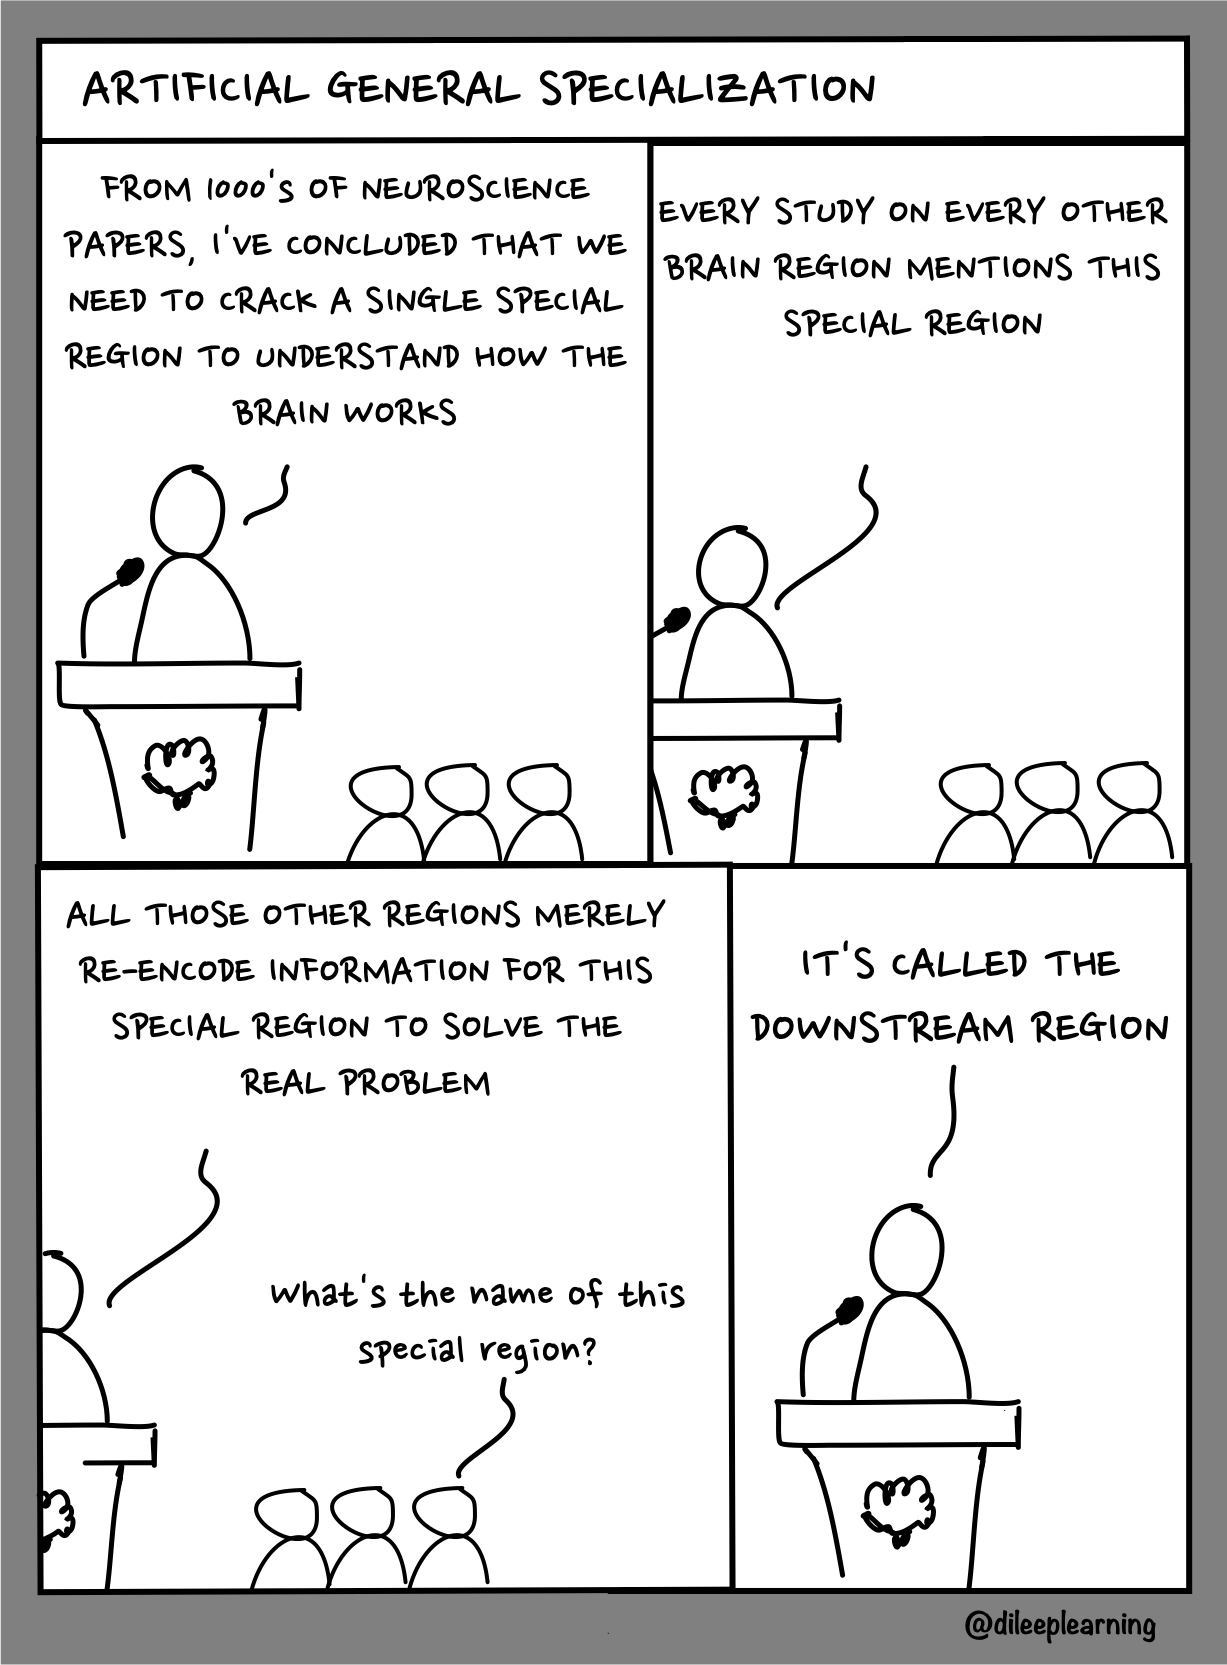 ARTIFICIAL GENERAL SPECIALIZATION
FROM 1000'S OF NEUROSCIENCE
PAPERS, I'VE CONCLUDED THAT WE
NEED TO CRACK A SINGLE SPECIAL
REGION TO UNDERSTAND HOW THE
BRAIN WORKS
EVERY STUDY ON EVERY OTHER
BRAIN REGION MENTIONS THIS
SPECIAL REGION
ALL THOSE OTHER REGIONS MERELY
RE-ENCODE INFORMATION FOR THIS
SPECIAL REGION TO SOLVE THE
REAL PROBLEM
What's the name of this
special region?
IT'S CALLED THE
DOWNSTREAM REGION
@dileeplearning